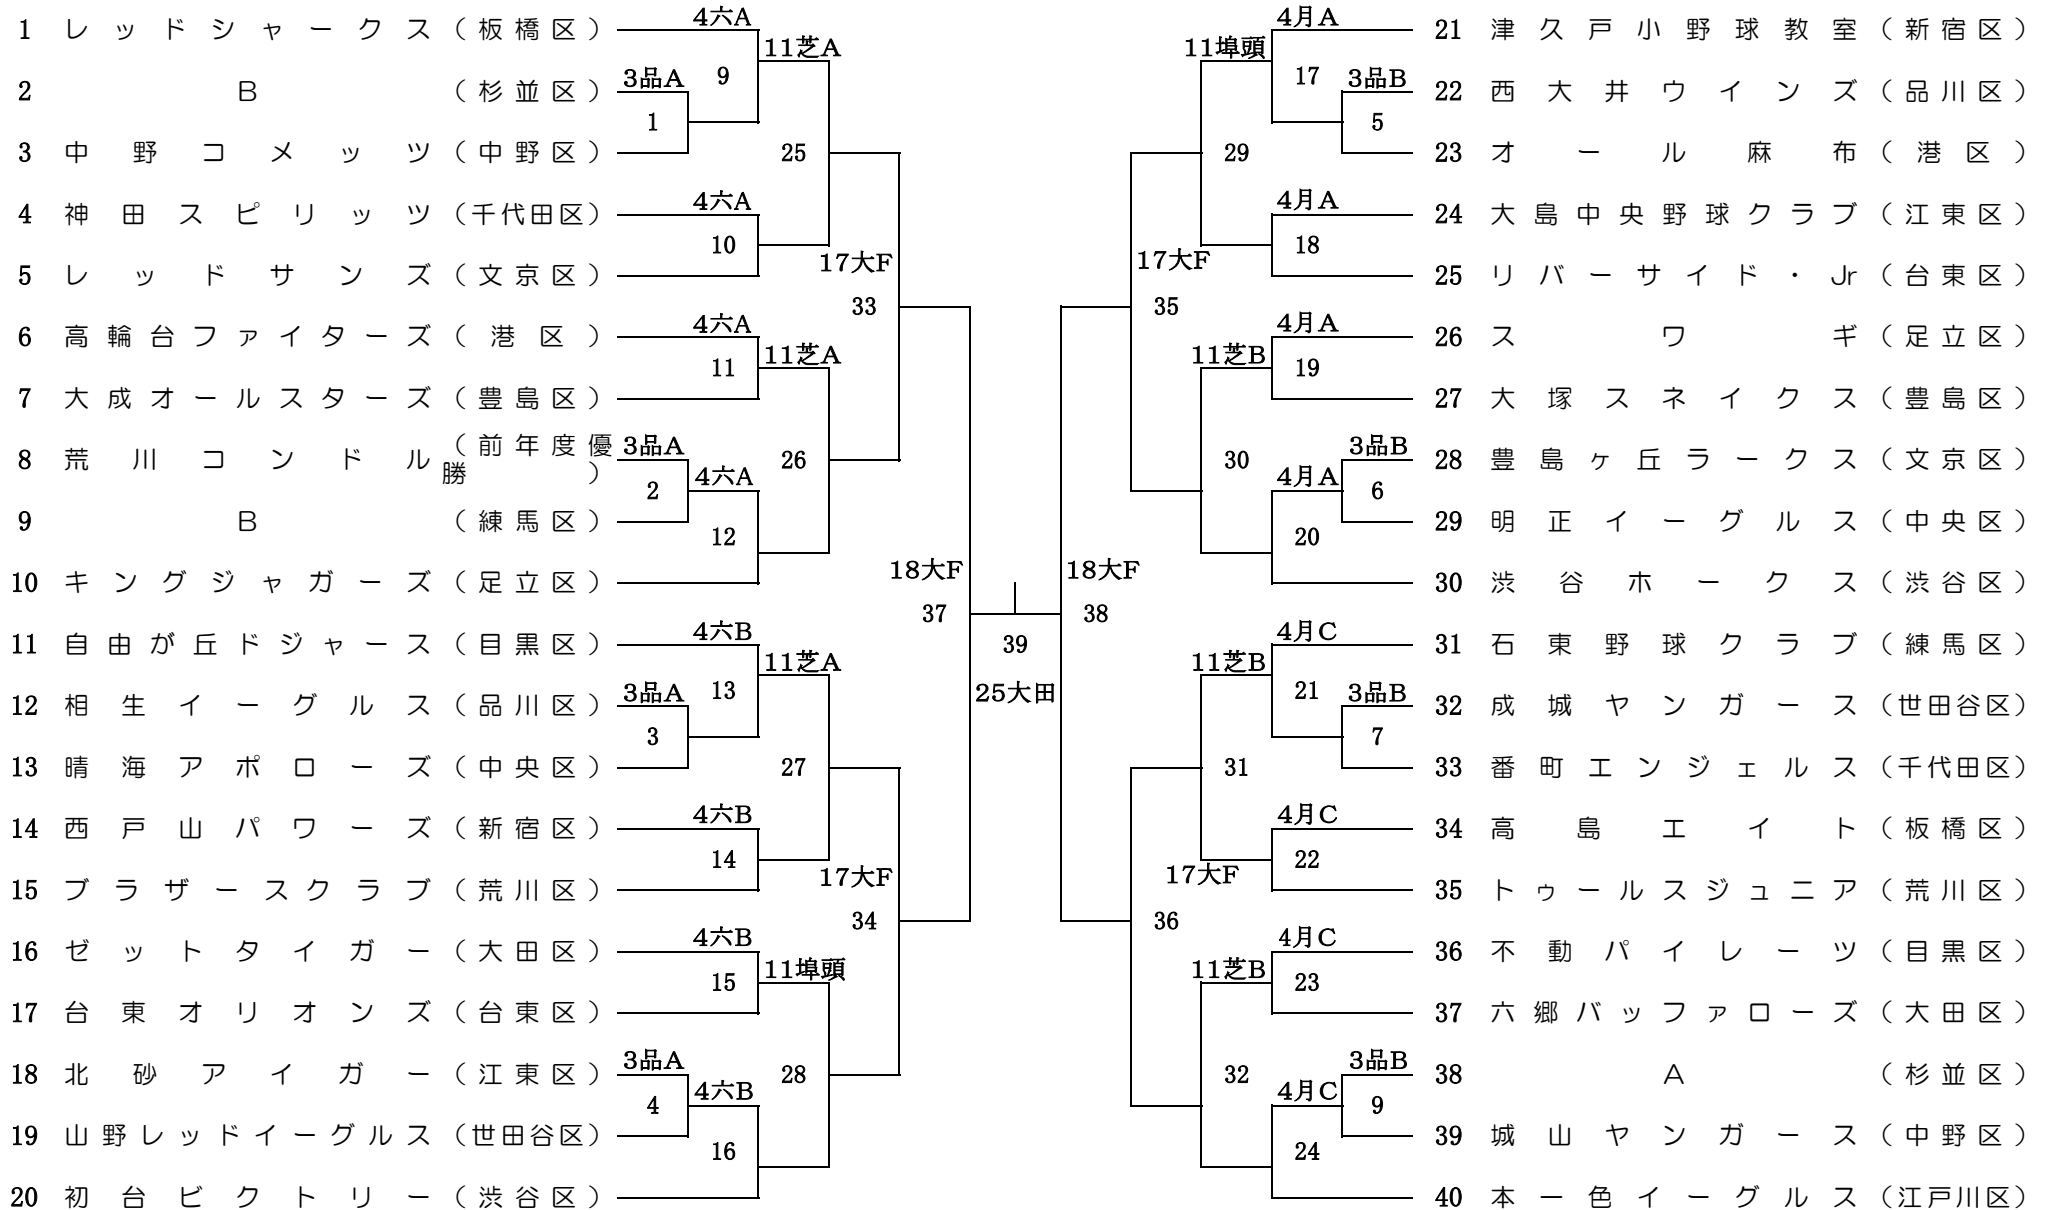 1 レッドシャークス（板橋区）
2 B（杉並区）
3 中野コメッツ（中野区）
4 神田スピリッツ（千代田区）
5 レッドサンズ（文京区）
6 高輪台ファイターズ（港区）
7 大成オールスターズ（豊島区）
8 荒川コンドル（前年度優勝）
9 B（練馬区）
10 キングジャガーズ（足立区）
11 自由が丘ドジャース（目黒区）
12 相生イーグルス（品川区）
13 晴海アポローズ（中央区）
14 西戸山パワーズ（新宿区）
15 ブラザースクラブ（荒川区）
16 ゼットタイガー（大田区）
17 台東オリオンズ（台東区）
18 北砂アイガー（江東区）
19 山野レッドイーグルス（世田谷区）
20 初台ビクトリー（渋谷区）
3品A
1
3品A
2
3品A
3
3品A
4
4六A
9
4六A
10
4六A
11
4六A
12
4六B
13
4六B
14
4六B
15
4六B
16
11芝A
25
11芝A
26
11芝A
27
11埠頭
28
17大F
33
17大F
34
18大F
37
39
25大田
18大F
38
17大F
35
17大F
36
11埠頭
29
11芝B
30
11芝B
31
11芝B
32
4月A
17
4月A
18
4月A
19
4月A
20
4月C
21
4月C
22
4月C
23
4月C
24
3品B
5
3品B
6
3品B
7
3品B
9
21 津久戸小野球教室（新宿区）
22 西大井ウインズ（品川区）
23 オール麻布（港区）
24 大島中央野球クラブ（江東区）
25 リバーサイド・Jr（台東区）
26 スワギ（足立区）
27 大塚スネイクス（豊島区）
28 豊島ヶ丘ラークス（文京区）
29 明正イーグルス（中央区）
30 渋谷ホークス（渋谷区）
31 石東野球クラブ（練馬区）
32 成城ヤンガース（世田谷区）
33 番町エンジェルス（千代田区）
34 高島エイト（板橋区）
35 トゥールスジュニア（荒川区）
36 不動パイレーツ（目黒区）
37 六郷バッファローズ（大田区）
38 A（杉並区）
39 城山ヤンガース（中野区）
40 本一色イーグルス（江戸川区）